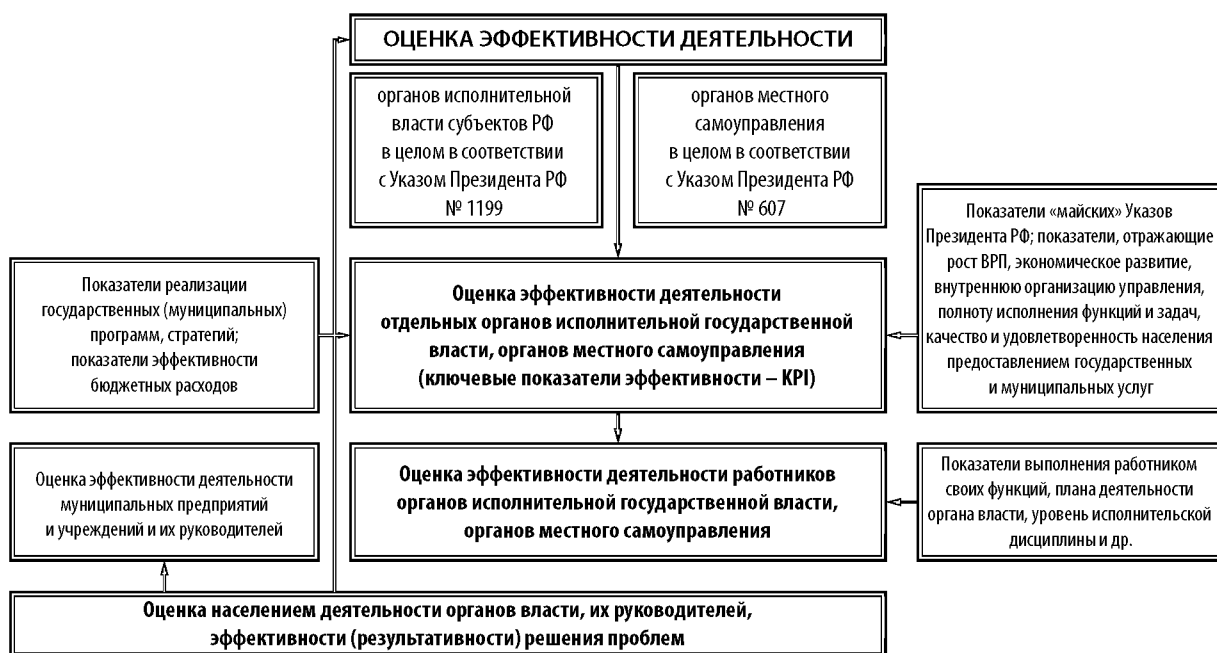 ОЦЕНКА ЭФФЕКТИВНОСТИ ДЕЯТЕЛЬНОСТИ
органов исполнительной
власти субъектов РФ
в целом в соответствии
с Указом Президента РФ
№ 1199
органов местного
самоуправления
в целом в соответствии
с Указом Президента РФ
№ 607
Показатели реализации
государственных (муниципальных)
программ, стратегий;
показатели эффективности
бюджетных расходов
Оценка эффективности деятельности
отдельных органов исполнительной государственной
власти, органов местного самоуправления
(ключевые показатели эффективности – KPI)
Показатели «майских» Указов
Президента РФ; показатели, отражающие
рост ВРП, экономическое развитие,
внутреннюю организацию управления,
полноту исполнения функций и задач,
качество и удовлетворенность населения
предоставлением государственных
и муниципальных услуг
Оценка эффективности деятельности
муниципальных предприятий
и учреждений и их руководителей
Оценка эффективности деятельности работников
органов исполнительной государственной власти,
органов местного самоуправления
Показатели выполнения работником
своих функций, плана деятельности
органа власти, уровень исполнительской
дисциплины и др.
Оценка населением деятельности органов власти, их руководителей,
эффективности (результативности) решения проблем